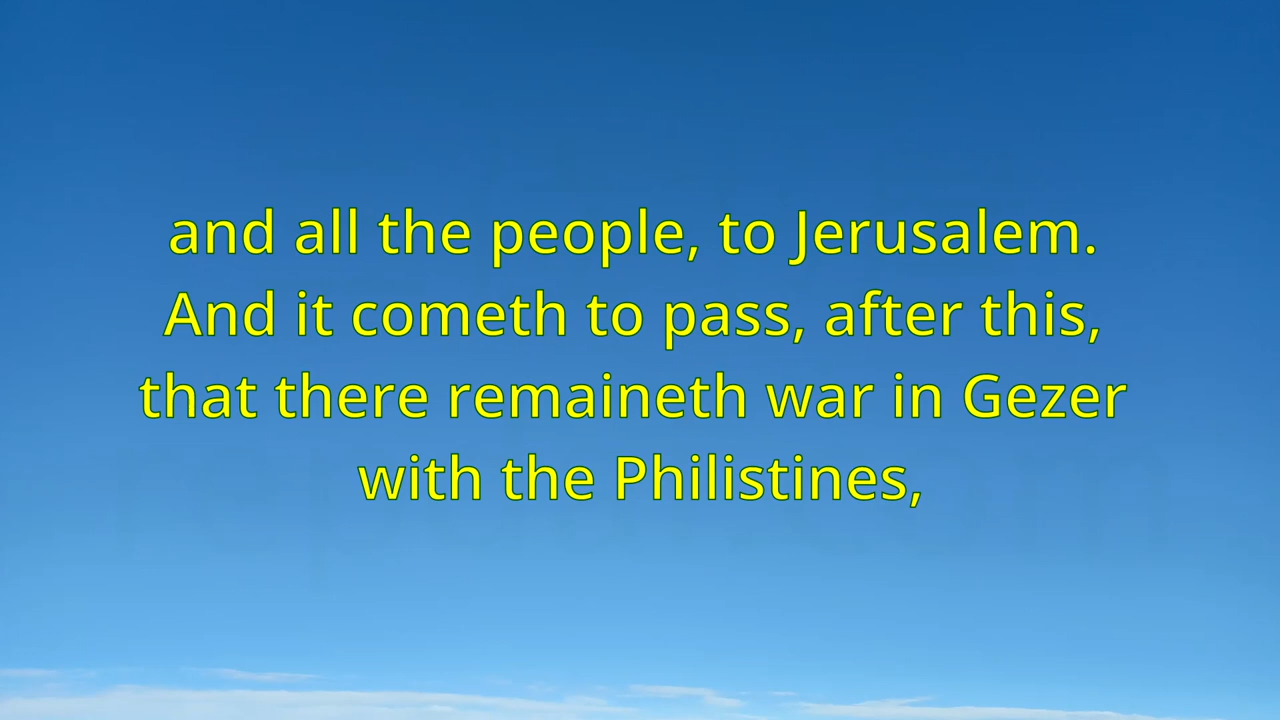 and all the people, to Jerusalem.
And it cometh to pass, after this,
that there remaineth war in Gezer
with the Philistines,